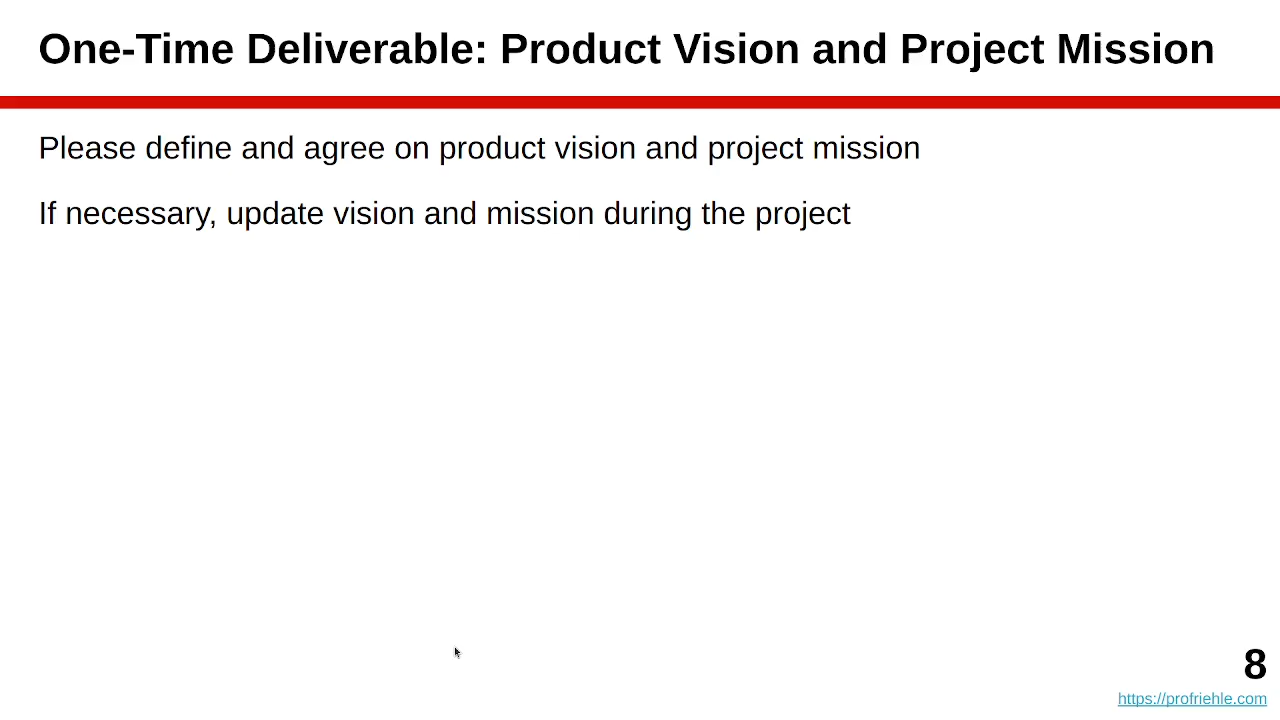 One-Time Deliverable: Product Vision and Project Mission
Please define and agree on product vision and project mission
If necessary, update vision and mission during the project
8
https://profriehle.com